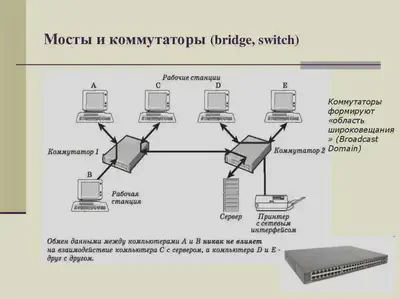 Мосты и коммутаторы (bridge, switch)
Рабочие станции
A C D E
Коммутаторы
формируют
«область
широковещания
» (Broadcast
Domain)
Коммутатор 1
Коммутатор 2
B
Рабочая
станция
Сервер
Принтер
с сетевым
интерфейсом
Обмен данными между компьютерами А и В никак не влияет
на взаимодействие компьютера С с сервером, а компьютера D и E -
друг с другом.